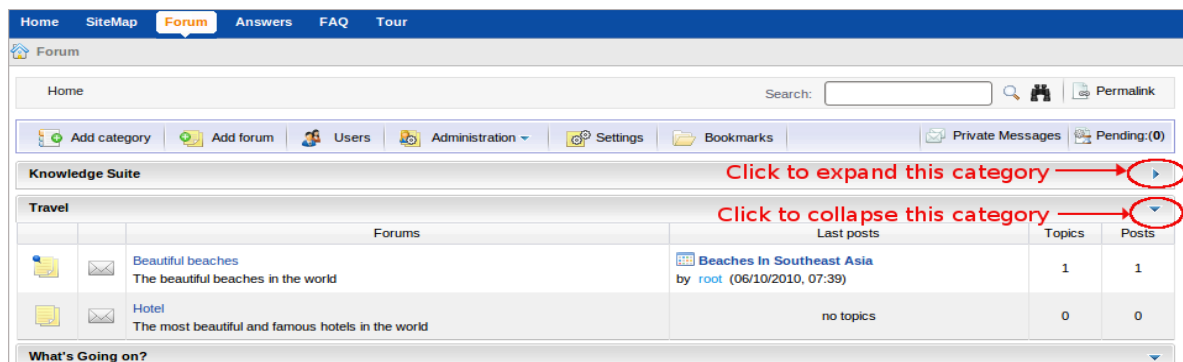 Home SiteMap Forum Answers FAQ Tour
Forum
Home Search: Permalink
Add category Add forum Users Administration Settings Bookmarks Private Messages Pending:(0)
Knowledge Suite Click to expand this category
Travel Click to collapse this category
Forums Last posts Topics Posts
Beautiful beaches Beaches In Southeast Asia
The beautiful beaches in the world by root (06/10/2010, 07:39) 1 1
Hotel
The most beautiful and famous hotels in the world no topics 0 0
What's Going on?